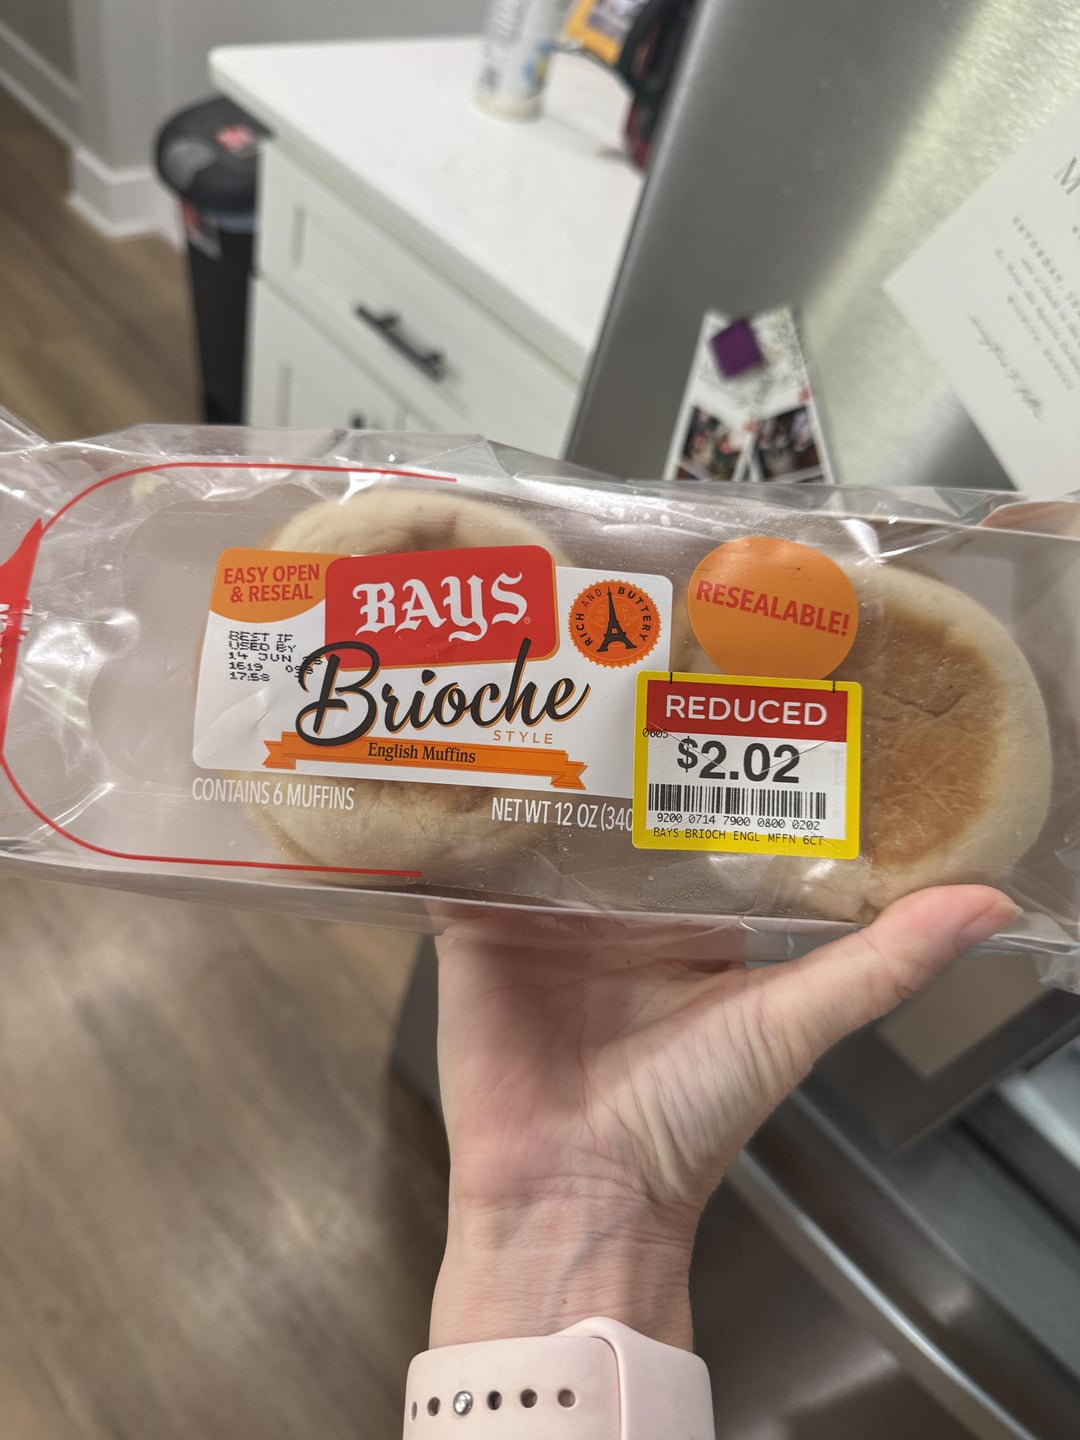 EASY OPEN
& RESEAL
BAYS
®
RICH AND BUTTERY
RESEALABLE!
BEST IF
USED BY
14 JUN
1619
17:58
Brioche
STYLE
English Muffins
CONTAINS 6 MUFFINS
NET WT 12 OZ (340
REDUCED
0605
$2.02
9200 0714 7900 0800 0202
BAYS BRIOCH ENGL MFFN 6CT